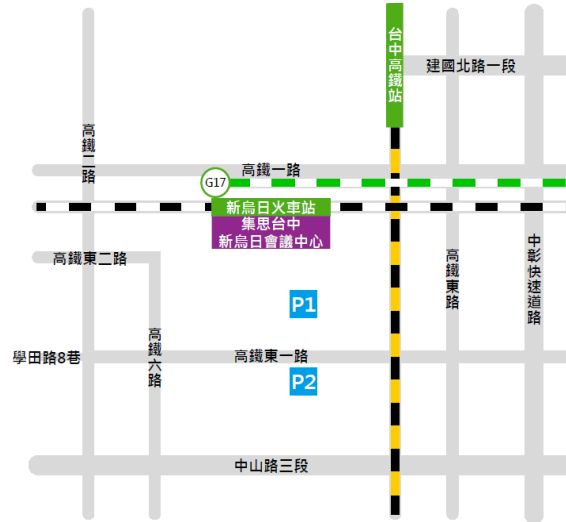 台中高鐵站
建國北路一段
高鐵二路
高鐵一路
G17
新烏日火車站
集思台中
新烏日會議中心
高鐵東二路
高鐵東路
中彰快速道路
P1
高鐵六路
學田路8巷
高鐵東一路
P2
中山路三段